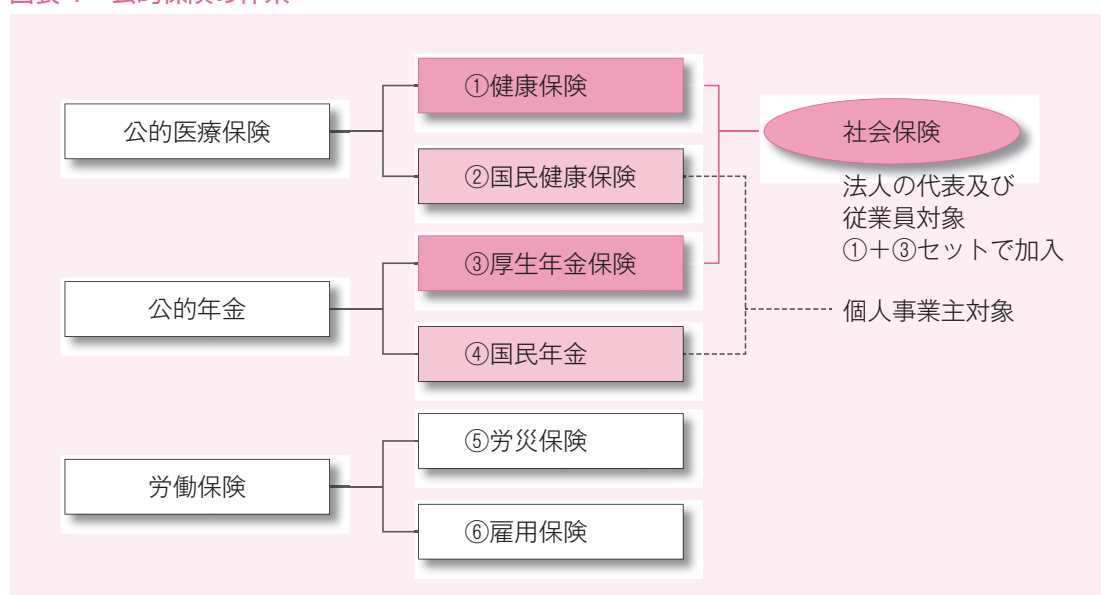 公的医療保険
①健康保険
②国民健康保険
社会保険
法人の代表及び
従業員対象
①＋③セットで加入
公的年金
③厚生年金保険
④国民年金
個人事業主対象
労働保険
⑤労災保険
⑥雇用保険